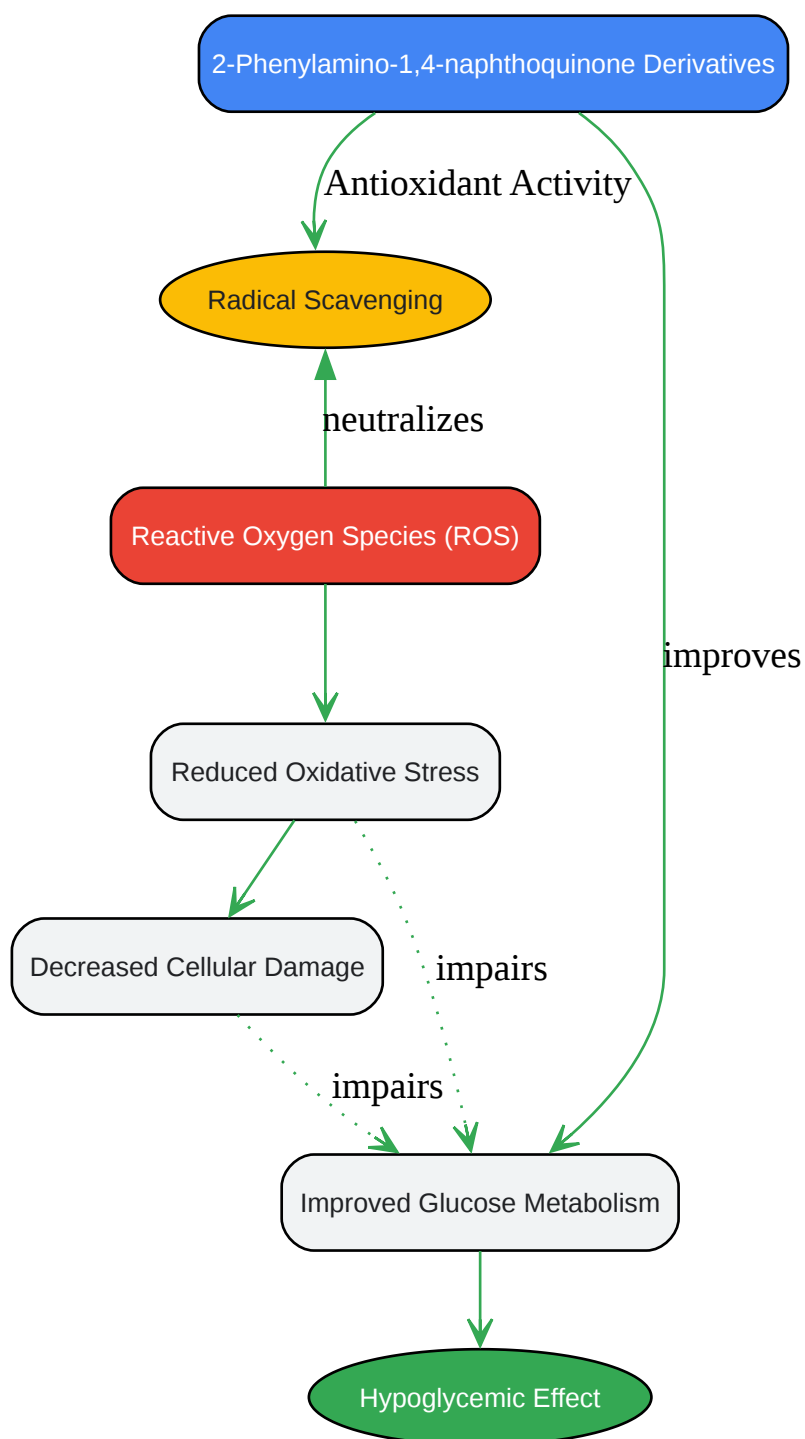 2-Phenylamino-1,4-naphthoquinone Derivatives
Antioxidant Activity
Radical Scavenging
neutralizes
Reactive Oxygen Species (ROS)
improves
Reduced Oxidative Stress
Decreased Cellular Damage
impairs
impairs
Improved Glucose Metabolism
Hypoglycemic Effect